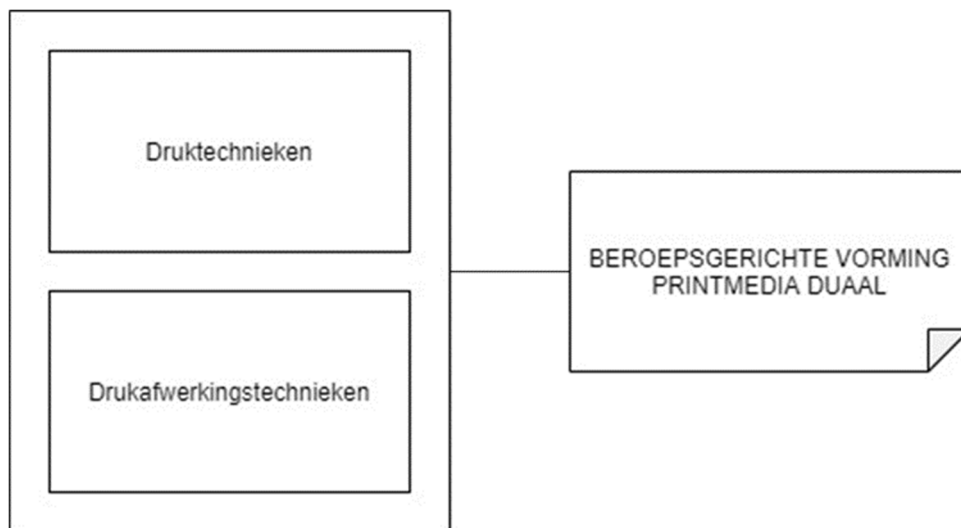 Druktechnieken
Drukafwerkingstechnieken
BEROEPSGERICHTE VORMING
PRINTMEDIA DUAAL